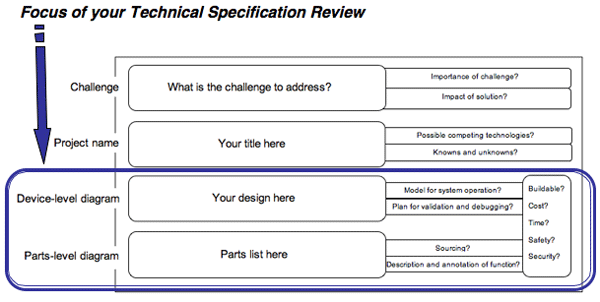 Focus of your Technical Specification Review
Challenge
What is the challenge to address?
Importance of challenge?
Impact of solution?
Project name
Your title here
Possible competing technologies?
Knowns and unknowns?
Device-level diagram
Your design here
Model for system operation?
Plan for validation and debugging?
Buildable?
Cost?
Time?
Safety?
Security?
Parts-level diagram
Parts list here
Sourcing?
Description and annotation of function?